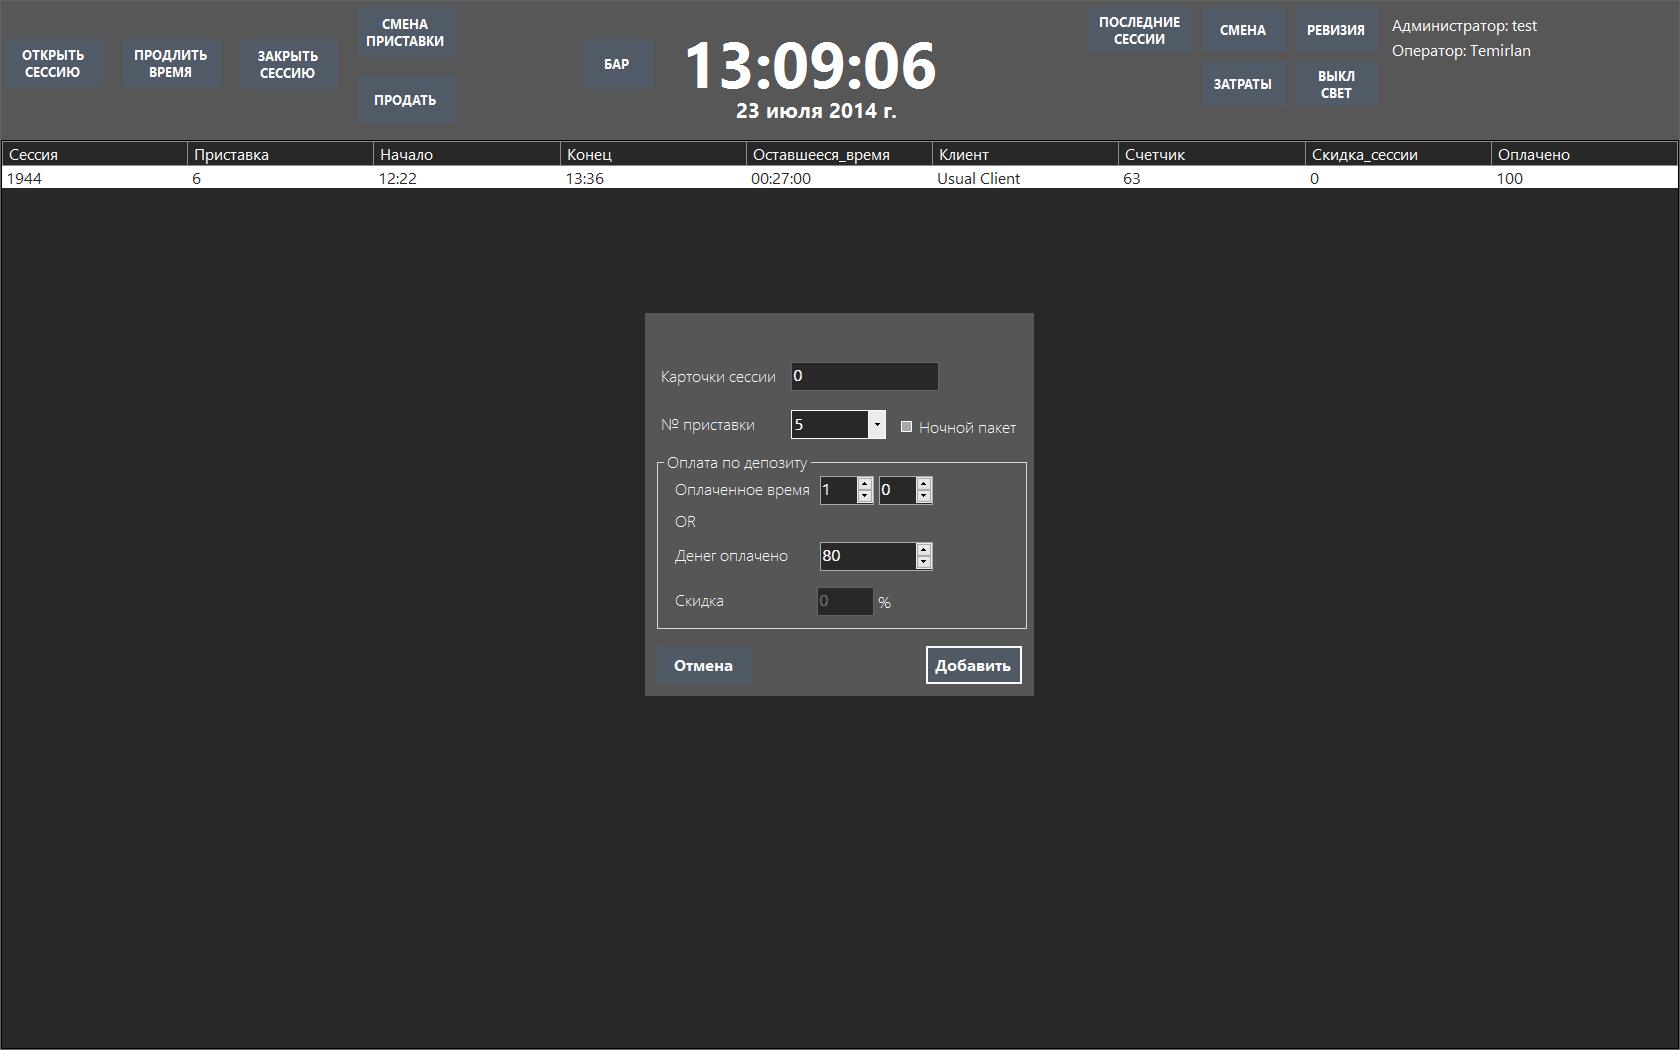 ОТКРЫТЬ
СЕССИЮ
ПРОДЛИТЬ
ВРЕМЯ
ЗАКРЫТЬ
СЕССИЮ
СМЕНА
ПРИСТАВКИ
ПРОДАТЬ
БАР
13:09:06
23 июля 2014 г.
ПОСЛЕДНИЕ
СЕССИИ
СМЕНА
РЕВИЗИЯ
ЗАТРАТЫ
ВЫКЛ
СВЕТ
Администратор: test
Оператор: Temirlan
Сессия Приставка Начало Конец Оставшееся_время Клиент Счетчик Скидка_сессии Оплачено
1944 6 12:22 13:36 00:27:00 Usual Client 63 0 100
Карточки сессии 0
№ приставки 5 Ночной пакет
Оплата по депозиту
Оплаченное время 1 0
OR
Денег оплачено 80
Скидка 0 %
Отмена Добавить